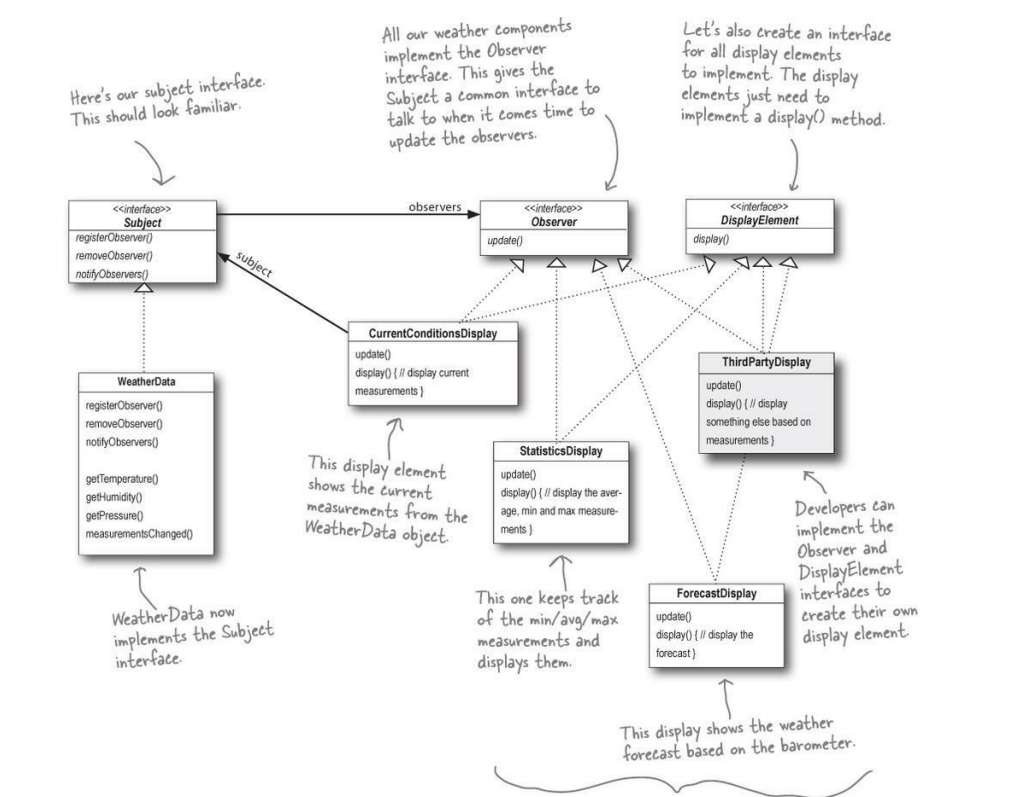 Here's our subject interface.
This should look familiar.
All our weather components
implement the Observer
interface. This gives the
Subject a common interface to
talk to when it comes time to
update the observers.
Let's also create an interface
for all display elements
to implement. The display
elements just need to
implement a display() method.
<<interface>>
Subject
registerObserver()
removeObserver()
notifyObservers()
observers
subject
<<interface>>
Observer
update()
<<interface>>
DisplayElement
display()
CurrentConditionsDisplay
update()
display() { // display current
measurements }
ThirdPartyDisplay
update()
display() { // display
something else based on
measurements }
WeatherData
registerObserver()
removeObserver()
notifyObservers()
getTemperature()
getHumidity()
getPressure()
measurementsChanged()
StatisticsDisplay
update()
display() { // display the aver-
age, min and max measure-
ments }
This display element
shows the current
measurements from the
WeatherData object.
Developers can
implement the
Observer and
DisplayElement
interfaces to
create their own
display element.
ForecastDisplay
update()
display() { // display the
forecast }
WeatherData now
implements the Subject
interface.
This one keeps track
of the min/avg/max
measurements and
displays them.
This display shows the weather
forecast based on the barometer.